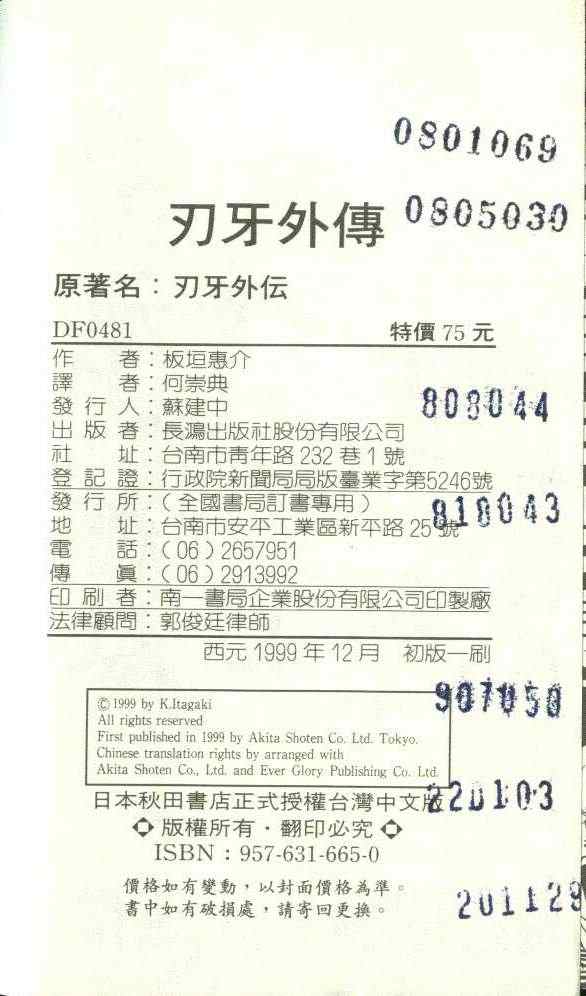 0801069
刃牙外傳
0805030
原著名：刃牙外伝
DF0481 特價 75 元
作者：板垣惠介
譯者：何崇典
發行人：蘇建中
808044
出版者：長鴻出版社股份有限公司
社址：台南市青年路 232 巷 1 號
登記證：行政院新聞局局版臺業字第5246號
發行所：（全國書局訂書專用）
818043
地址：台南市安平工業區新平路 25 號
電話：（06）2657951
傳眞：（06）2913992
印刷者：南一書局企業股份有限公司印製廠
法律顧問：郭俊廷律師
西元 1999 年 12 月 初版一刷
© 1999 by K.Itagaki
907050
All rights reserved
First published in 1999 by Akita Shoten Co. Ltd. Tokyo.
Chinese translation rights by arranged with
Akita Shoten Co., Ltd. and Ever Glory Publishing Co. Ltd.
日本秋田書店正式授權台灣中文版
220103
◇ 版權所有．翻印必究 ◇
ISBN：957-631-665-0
價格如有變動，以封面價格為準。
書中如有破損處，請寄回更換。
201129